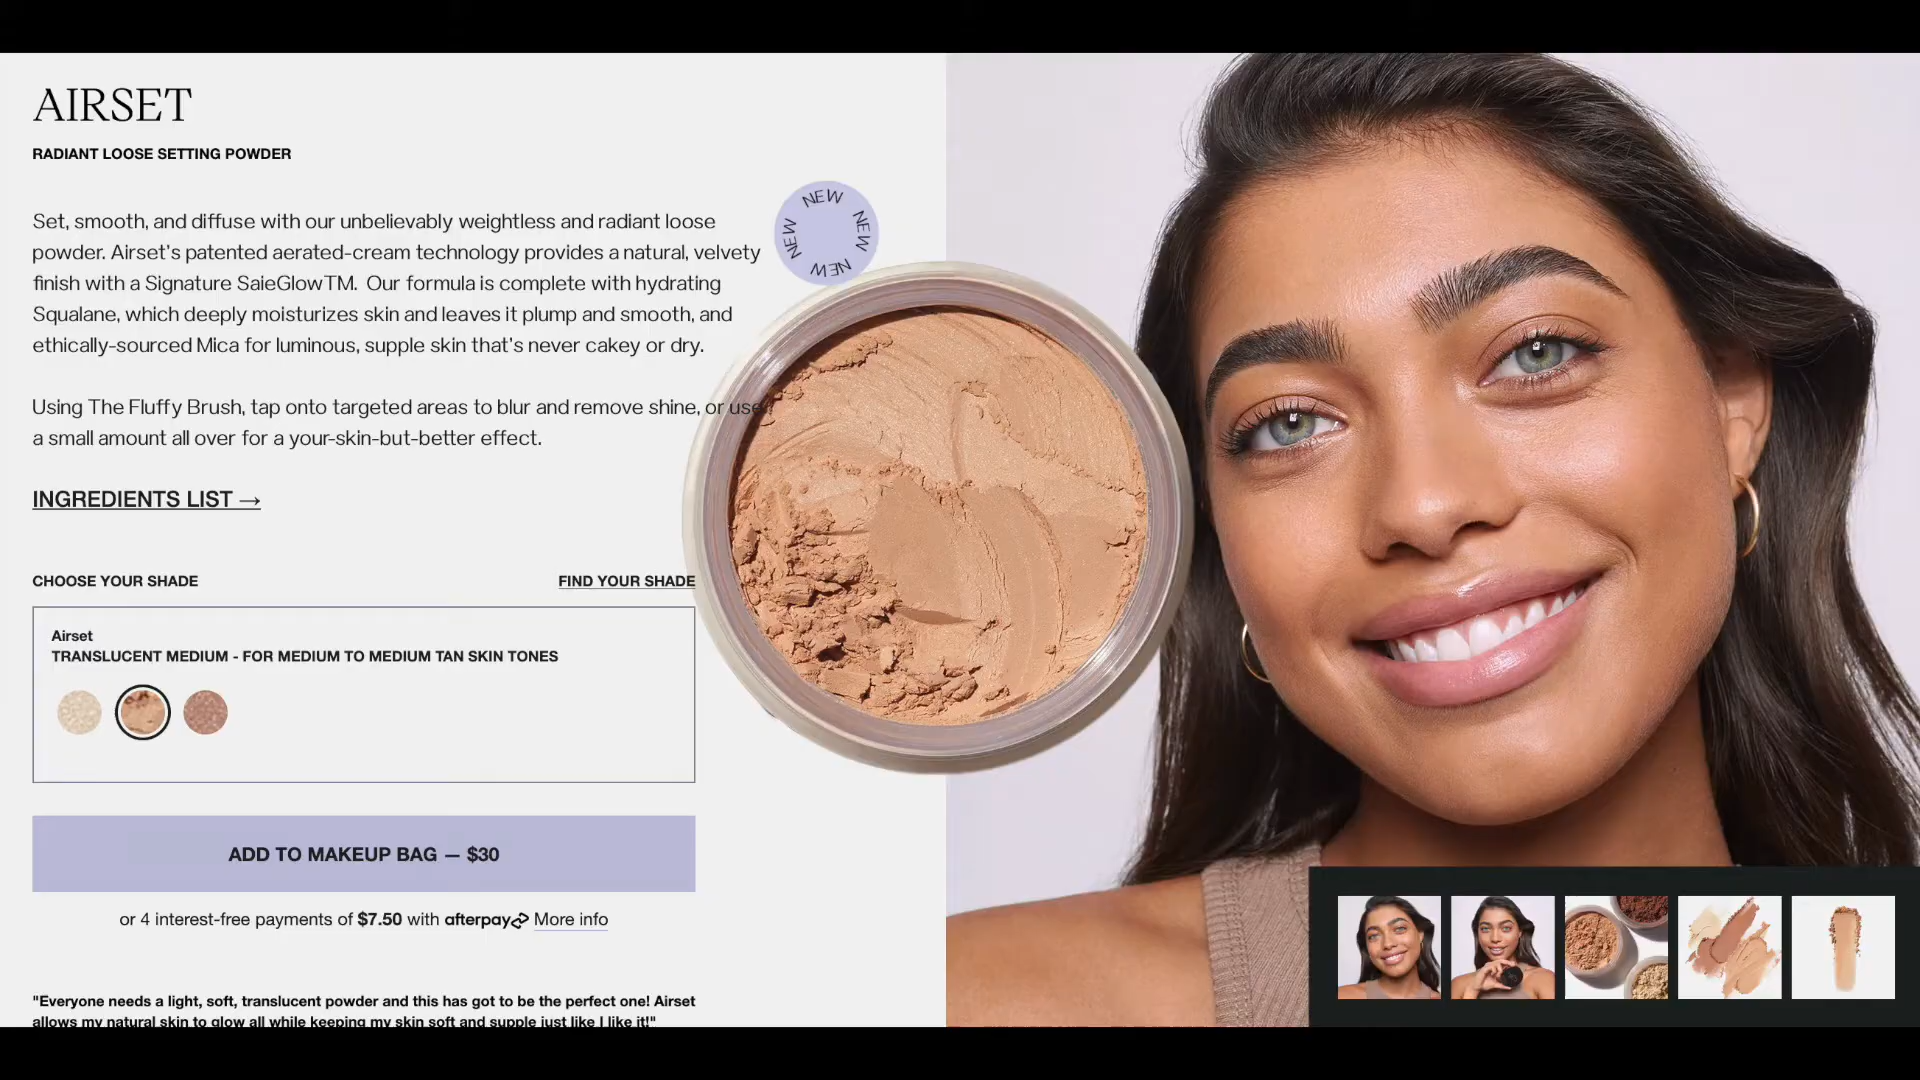 AIRSET
RADIANT LOOSE SETTING POWDER
NEW NEW NEW NEW
Set, smooth, and diffuse with our unbelievably weightless and radiant loose
powder. Airset's patented aerated-cream technology provides a natural, velvety
finish with a Signature SaieGlowTM. Our formula is complete with hydrating
Squalane, which deeply moisturizes skin and leaves it plump and smooth, and
ethically-sourced Mica for luminous, supple skin that's never cakey or dry.
Using The Fluffy Brush, tap onto targeted areas to blur and remove shine, or use
a small amount all over for a your-skin-but-better effect.
INGREDIENTS LIST →
CHOOSE YOUR SHADE
FIND YOUR SHADE
Airset
TRANSLUCENT MEDIUM - FOR MEDIUM TO MEDIUM TAN SKIN TONES
ADD TO MAKEUP BAG — $30
or 4 interest-free payments of $7.50 with afterpay More info
"Everyone needs a light, soft, translucent powder and this has got to be the perfect one! Airset
allows my natural skin to glow all while keeping my skin soft and supple just like I like it!"